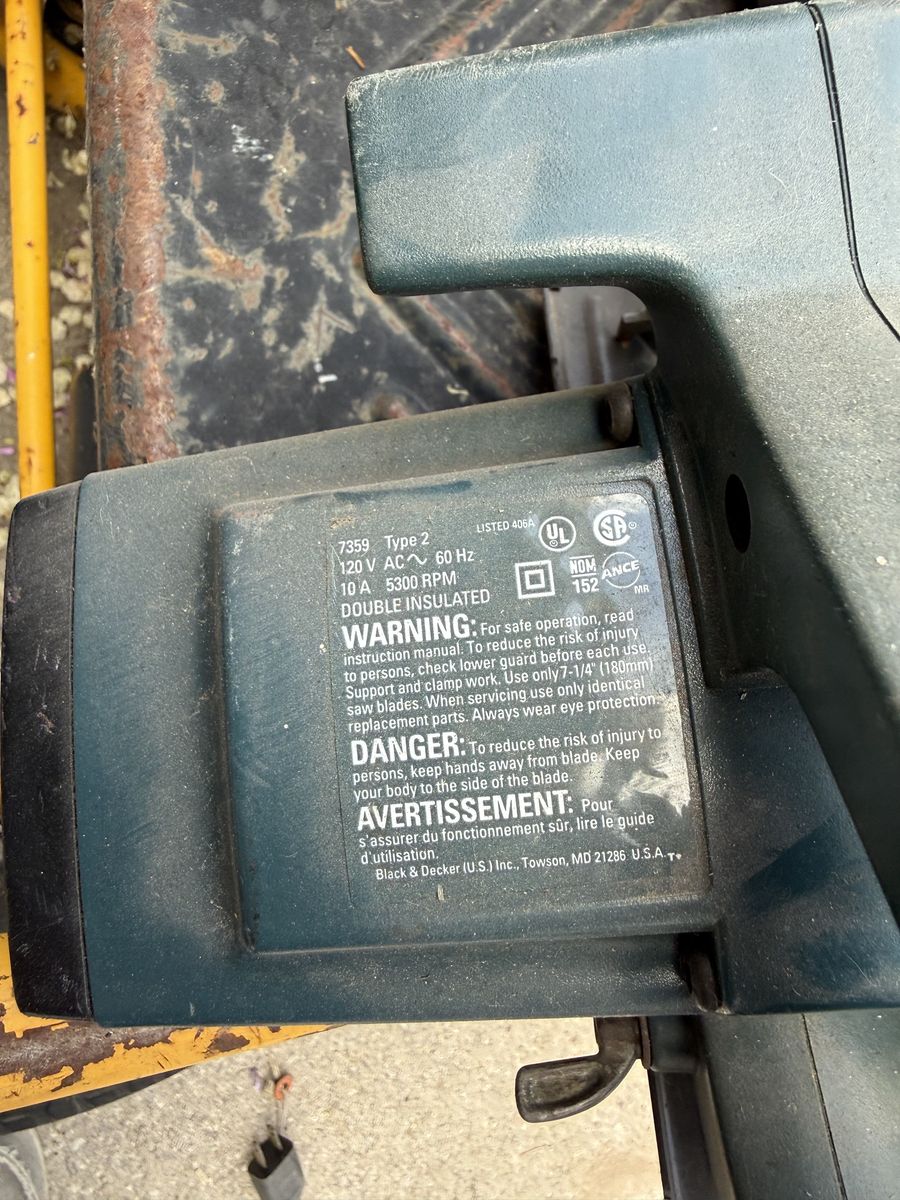 7359 Type 2
LISTED 406A UL SA
120 V AC 60 Hz
10 A 5300 RPM
NOM 152 ANCE MR
DOUBLE INSULATED
WARNING: For safe operation, read
instruction manual. To reduce the risk of injury
to persons, check lower guard before each use.
Support and clamp work. Use only 7-1/4" (180mm)
saw blades. When servicing use only identical
replacement parts. Always wear eye protection.
DANGER: To reduce the risk of injury to
persons, keep hands away from blade. Keep
your body to the side of the blade.
AVERTISSEMENT: Pour
s'assurer du fonctionnement sûr, lire le guide
d'utilisation.
Black & Decker (U.S.) Inc., Towson, MD 21286 U.S.A.